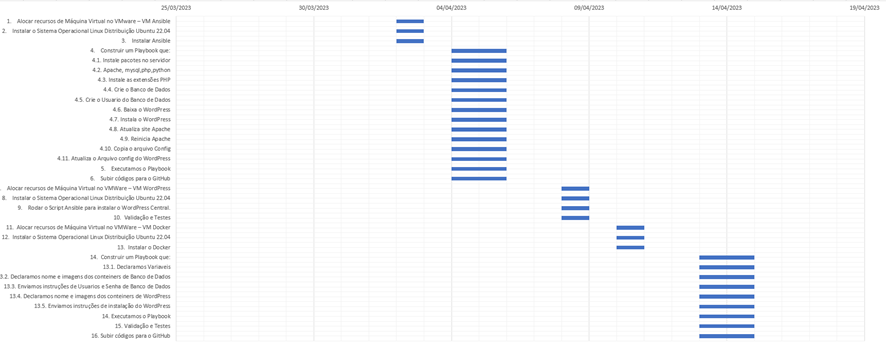 25/03/2023 30/03/2023 04/04/2023 09/04/2023 14/04/2023 19/04/2023
1. Alocar recursos de Máquina Virtual no VMware – VM Ansible
2. Instalar o Sistema Operacional Linux Distribuição Ubuntu 22.04
3. Instalar Ansible
4. Construir um Playbook que:
4.1. Instale pacotes no servidor
4.2. Apache, mysql,php,python
4.3. Instale as extensões PHP
4.4. Crie o Banco de Dados
4.5. Crie o Usuario do Banco de Dados
4.6. Baixa o WordPress
4.7. Instala o WordPress
4.8. Atualiza site Apache
4.9. Reinicia Apache
4.10. Copia o arquivo Config
4.11. Atualiza o Arquivo config do WordPress
5. Executamos o Playbook
6. Subir códigos para o GitHub
. Alocar recursos de Máquina Virtual no VMWare – VM WordPress
8. Instalar o Sistema Operacional Linux Distribuição Ubuntu 22.04
9. Rodar o Script Ansible para instalar o WordPress Central.
10. Validação e Testes
11. Alocar recursos de Máquina Virtual no VMWare – VM Docker
12. Instalar o Sistema Operacional Linux Distribuição Ubuntu 22.04
13. Instalar o Docker
14. Construir um Playbook que:
13.1. Declaramos Variaveis
3.2. Declaramos nome e imagens dos conteiners de Banco de Dados
13.3. Enviamos instruções de Usuarios e Senha de Banco de Dados
13.4. Declaramos nome e imagens dos conteiners de WordPress
13.5. Enviamos instruções de instalação do WordPress
14. Executamos o Playbook
15. Validação e Testes
16. Subir códigos para o GitHub